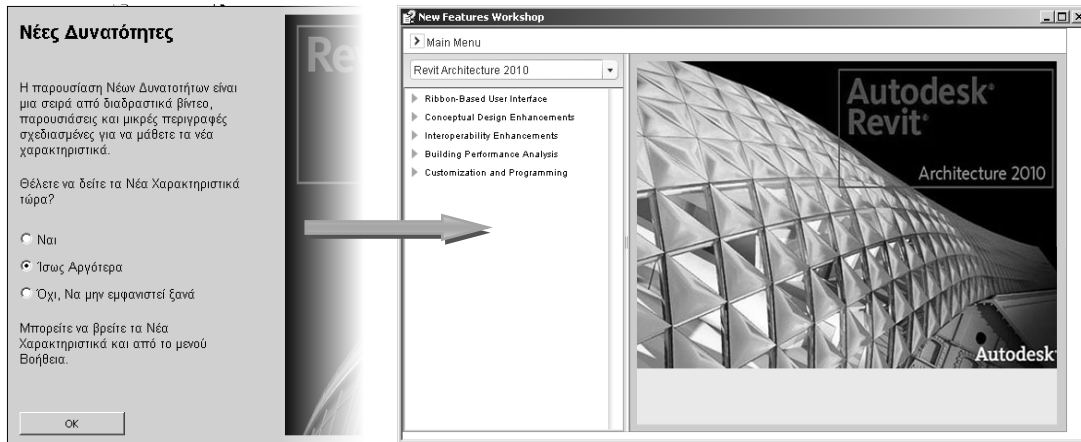 Νέες Δυνατότητες
Η παρουσίαση Νέων Δυνατοτήτων είναι
μια σειρά από διαδραστικά βίντεο,
παρουσιάσεις και μικρές περιγραφές
σχεδιασμένες για να μάθετε τα νέα
χαρακτηριστικά.
Θέλετε να δείτε τα Νέα Χαρακτηριστικά
τώρα?
Ναι
Ίσως Αργότερα
Όχι, Να μην εμφανιστεί ξανά
Μπορείτε να βρείτε τα Νέα
Χαρακτηριστικά και από το μενού
Βοήθεια.
OK
New Features Workshop
Main Menu
Revit Architecture 2010
Ribbon-Based User Interface
Conceptual Design Enhancements
Interoperability Enhancements
Building Performance Analysis
Customization and Programming
Autodesk®
Revit®
Architecture 2010
Autodesk